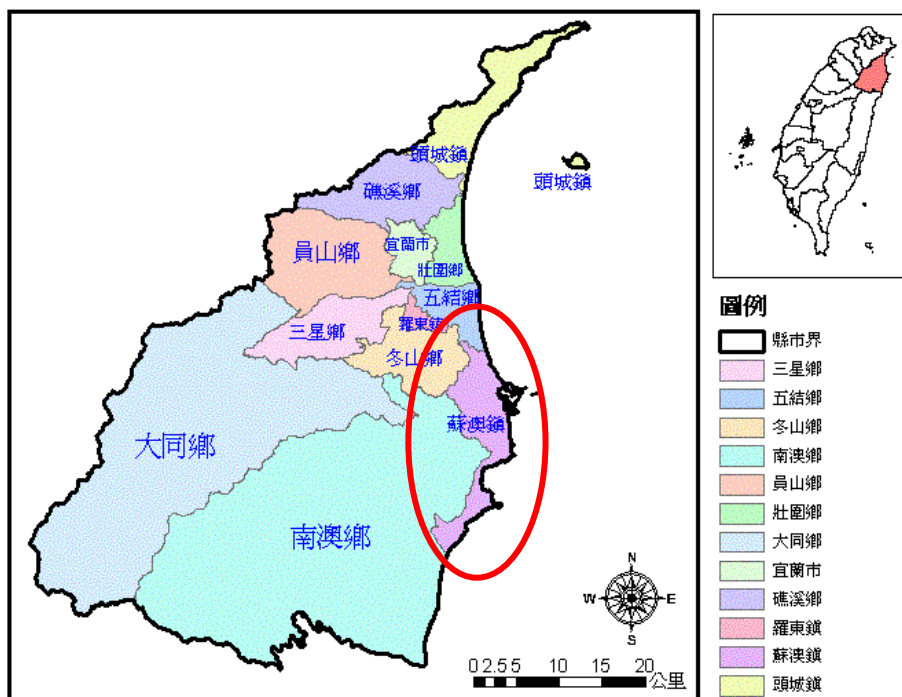 頭城鎮
頭城鎮
礁溪鄉
宜蘭市
員山鄉
壯圍鄉
五結鄉
三星鄉
羅東鎮
冬山鄉
蘇澳鎮
大同鄉
南澳鄉
N
W E
S
0 2.5 5 10 15 20
公里
圖例
縣市界
三星鄉
五結鄉
冬山鄉
南澳鄉
員山鄉
壯圍鄉
大同鄉
宜蘭市
礁溪鄉
羅東鎮
蘇澳鎮
頭城鎮